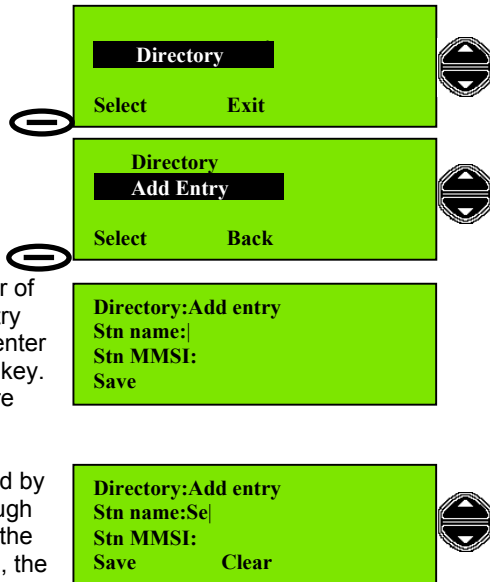 Directory
Select Exit
Directory
Add Entry
Select Back
r of
ry
enter
key.
e
Directory:Add entry
Stn name:|
Stn MMSI:
Save
d by
ugh
the
, the
Directory:Add entry
Stn name:Se|
Stn MMSI:
Save Clear